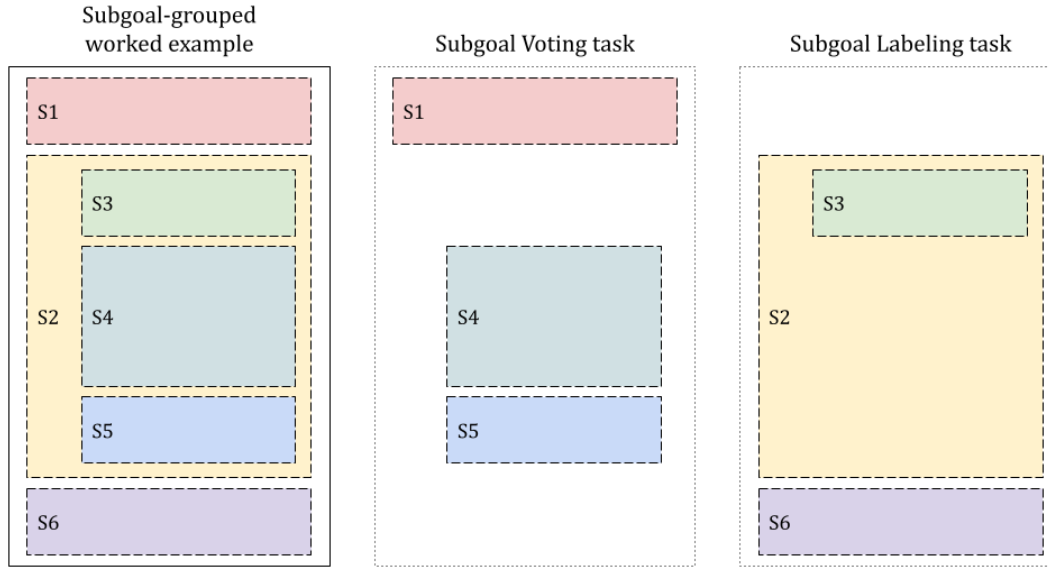 Subgoal-grouped
worked example
S1
S3
S2
S4
S5
S6
Subgoal Voting task
S1
S4
S5
Subgoal Labeling task
S3
S2
S6